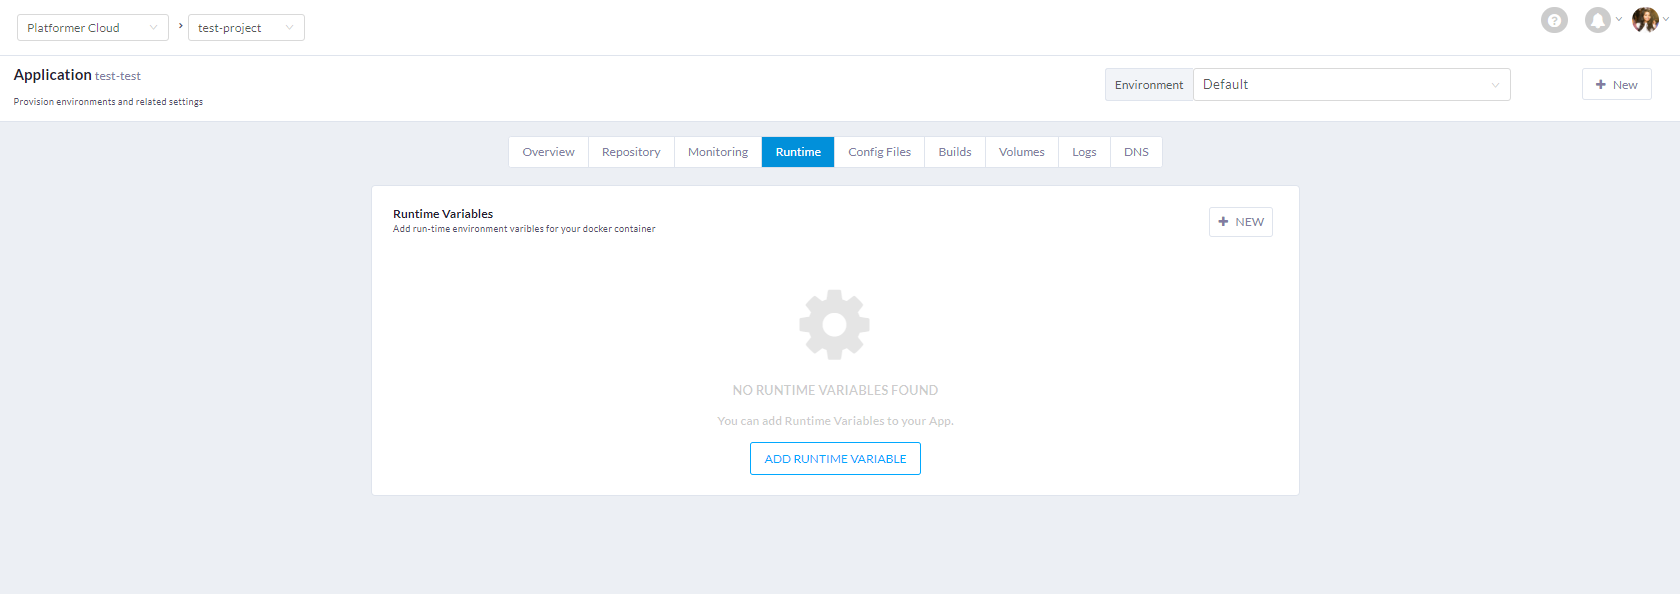 Platformer Cloud › test-project
?
Application test-test
Provision environments and related settings
Environment Default
+ New
Overview Repository Monitoring Runtime Config Files Builds Volumes Logs DNS
Runtime Variables
Add run-time environment varibles for your docker container
+ NEW
NO RUNTIME VARIABLES FOUND
You can add Runtime Variables to your App.
ADD RUNTIME VARIABLE